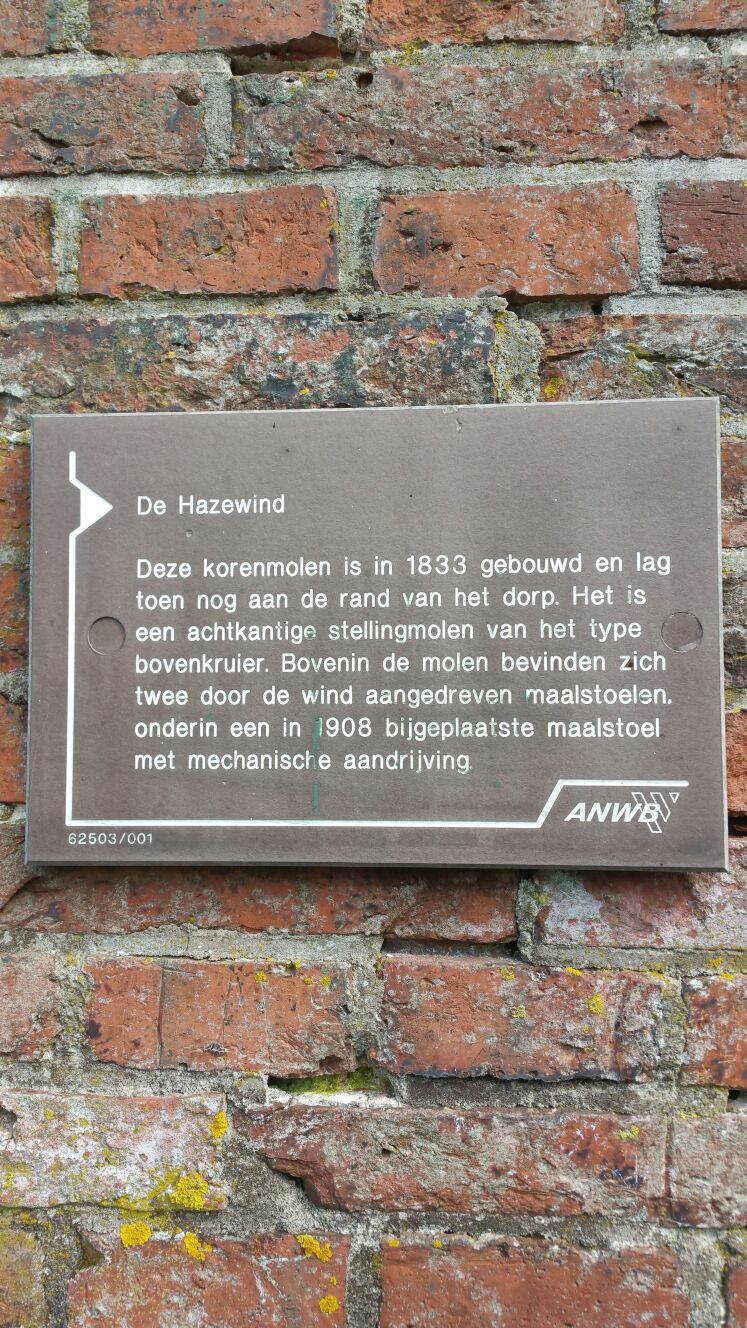 De Hazewind
Deze korenmolen is in 1833 gebouwd en lag
toen nog aan de rand van het dorp. Het is
een achtkantige stellingmolen van het type
bovenkruier. Bovenin de molen bevinden zich
twee door de wind aangedreven maalstoelen.
onderin een in 1908 bijgeplaatste maalstoel
met mechanische aandrijving.
ANWB
62503/001